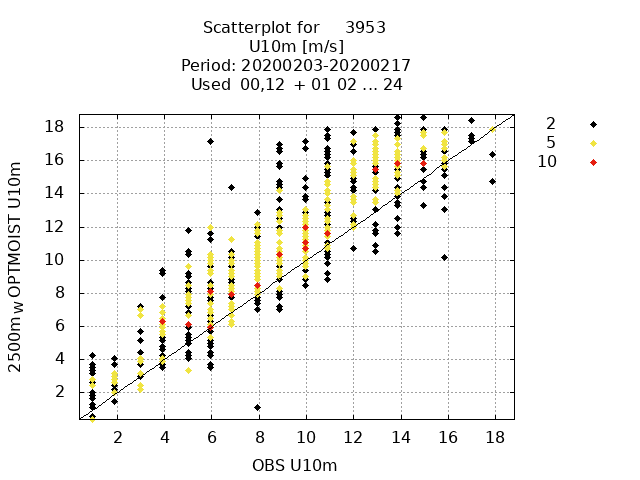 Scatterplot for 3953
U10m [m/s]
Period: 20200203-20200217
Used 00,12 + 01 02 ... 24
2500mw OPTMOIST U10m
18
16
14
12
10
8
6
4
2
2 4 6 8 10 12 14 16 18
OBS U10m
2
5
10